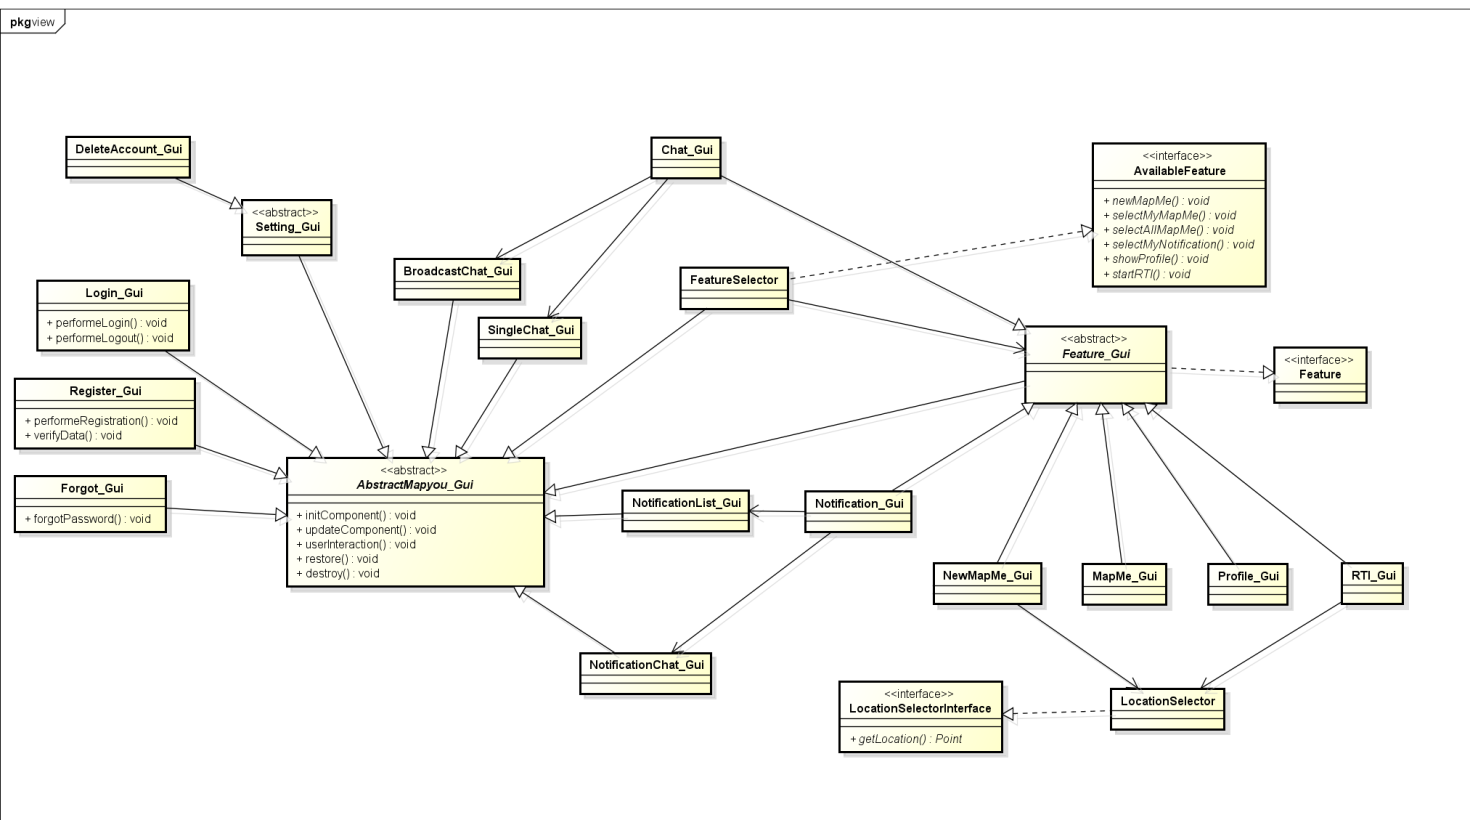 pkg view
DeleteAccount_Gui
<<abstract>>
Setting_Gui
Login_Gui
+ performeLogin() : void
+ performeLogout() : void
Register_Gui
+ performeRegistration() : void
+ verifyData() : void
Forgot_Gui
+ forgotPassword() : void
Chat_Gui
BroadcastChat_Gui
SingleChat_Gui
FeatureSelector
<<interface>>
AvailableFeature
+ newMapMe() : void
+ selectMyMapMe() : void
+ selectAllMapMe() : void
+ selectMyNotification() : void
+ showProfile() : void
+ startRTI() : void
<<abstract>>
Feature_Gui
<<interface>>
Feature
<<abstract>>
AbstractMapyou_Gui
+ initComponent() : void
+ updateComponent() : void
+ userInteraction() : void
+ restore() : void
+ destroy() : void
NotificationList_Gui
Notification_Gui
NewMapMe_Gui
MapMe_Gui
Profile_Gui
RTI_Gui
NotificationChat_Gui
<<interface>>
LocationSelectorInterface
+ getLocation() : Point
LocationSelector